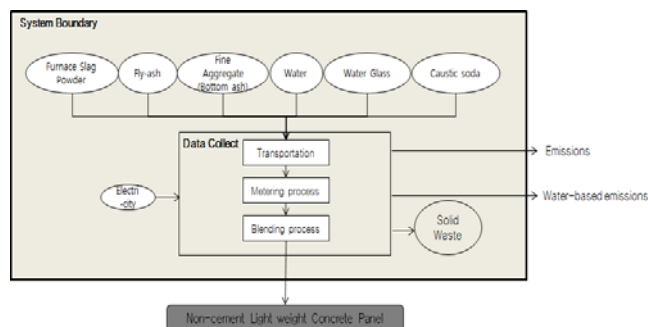 System Boundary
Furnace Slag
Powder
Fly-ash
Fine
Aggregate
(Bottom ash)
Water
Water Glass
Caustic soda
Data Collect
Transportation
Emissions
Electri
-city
Metering process
Water-based emissions
Blending process
Solid
Waste
Non-cement Light weight Concrete Panel